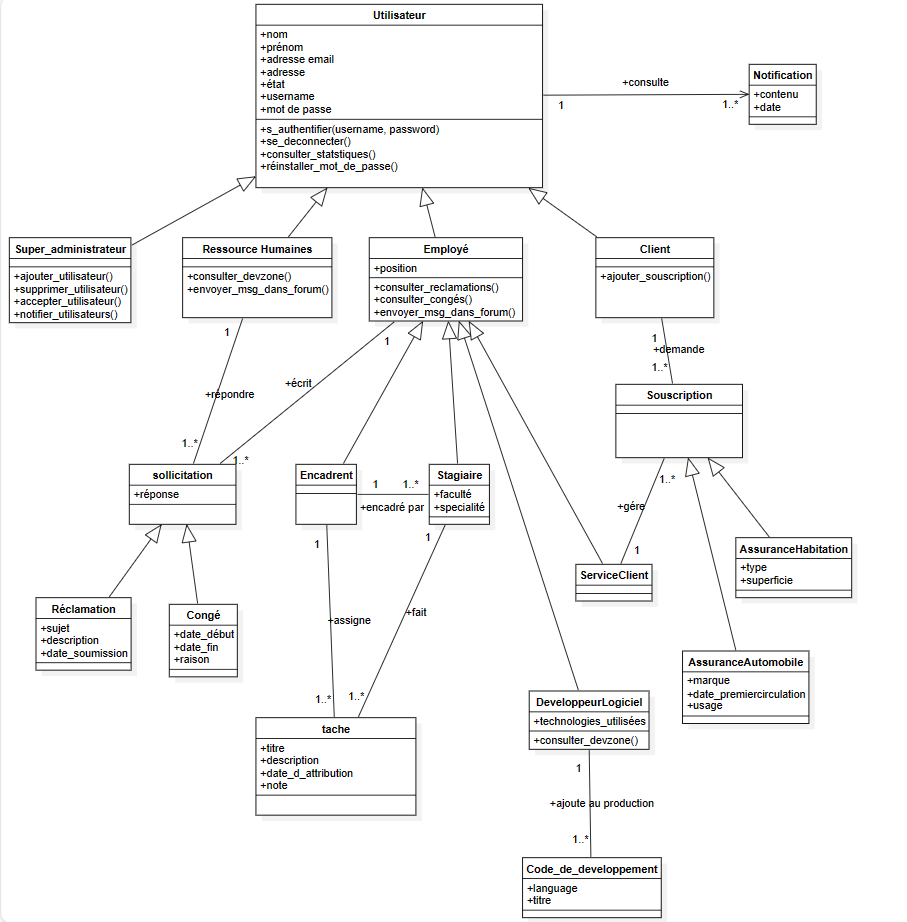 Utilisateur
+nom
+prénom
+adresse email
+adresse
+état
+username
+mot de passe
+s_authentifier(username, password)
+se_deconnecter()
+consulter_statstiques()
+réinstaller_mot_de_passe()
+consulte
1
1..*
Notification
+contenu
+date
Super_administrateur
+ajouter_utilisateur()
+supprimer_utilisateur()
+accepter_utilisateur()
+notifier_utilisateurs()
Ressource Humaines
+consulter_devzone()
+envoyer_msg_dans_forum()
Employé
+position
+consulter_reclamations()
+consulter_congés()
+envoyer_msg_dans_forum()
Client
+ajouter_souscription()
1
+répondre
1..*
1
+écrit
1..*
1
+demande
1..*
Souscription
sollicitation
+réponse
Encadrent
1
1..*
+encadré par
Stagiaire
+faculté
+specialité
1..*
+gére
1
ServiceClient
AssuranceHabitation
+type
+superficie
Réclamation
+sujet
+description
+date_soumission
Congé
+date_début
+date_fin
+raison
1
+assigne
1..*
1
+fait
1..*
AssuranceAutomobile
+marque
+date_premiercirculation
+usage
DeveloppeurLogiciel
+technologies_utilisées
+consulter_devzone()
tache
+titre
+description
+date_d_attribution
+note
1
+ajoute au production
1..*
Code_de_developpement
+language
+titre